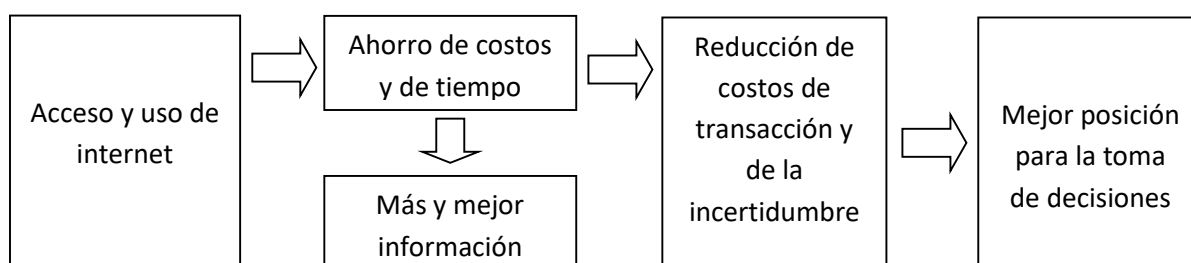 Acceso y uso de
internet
Ahorro de costos
y de tiempo
Más y mejor
información
Reducción de
costos de
transacción y
de la
incertidumbre
Mejor posición
para la toma
de decisiones